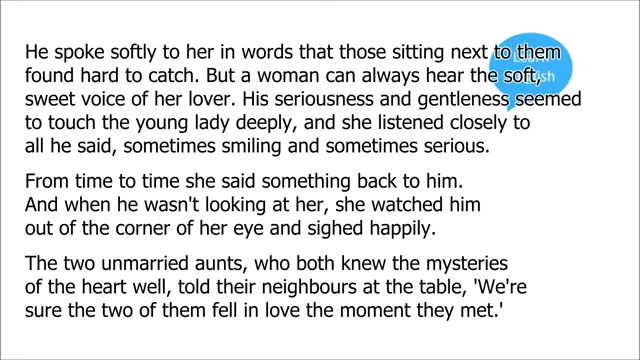 He spoke softly to her in words that those sitting next to them
found hard to catch. But a woman can always hear the soft,
sweet voice of her lover. His seriousness and gentleness seemed
to touch the young lady deeply, and she listened closely to
all he said, sometimes smiling and sometimes serious.
From time to time she said something back to him.
And when he wasn't looking at her, she watched him
out of the corner of her eye and sighed happily.
The two unmarried aunts, who both knew the mysteries
of the heart well, told their neighbours at the table, 'We're
sure the two of them fell in love the moment they met.'